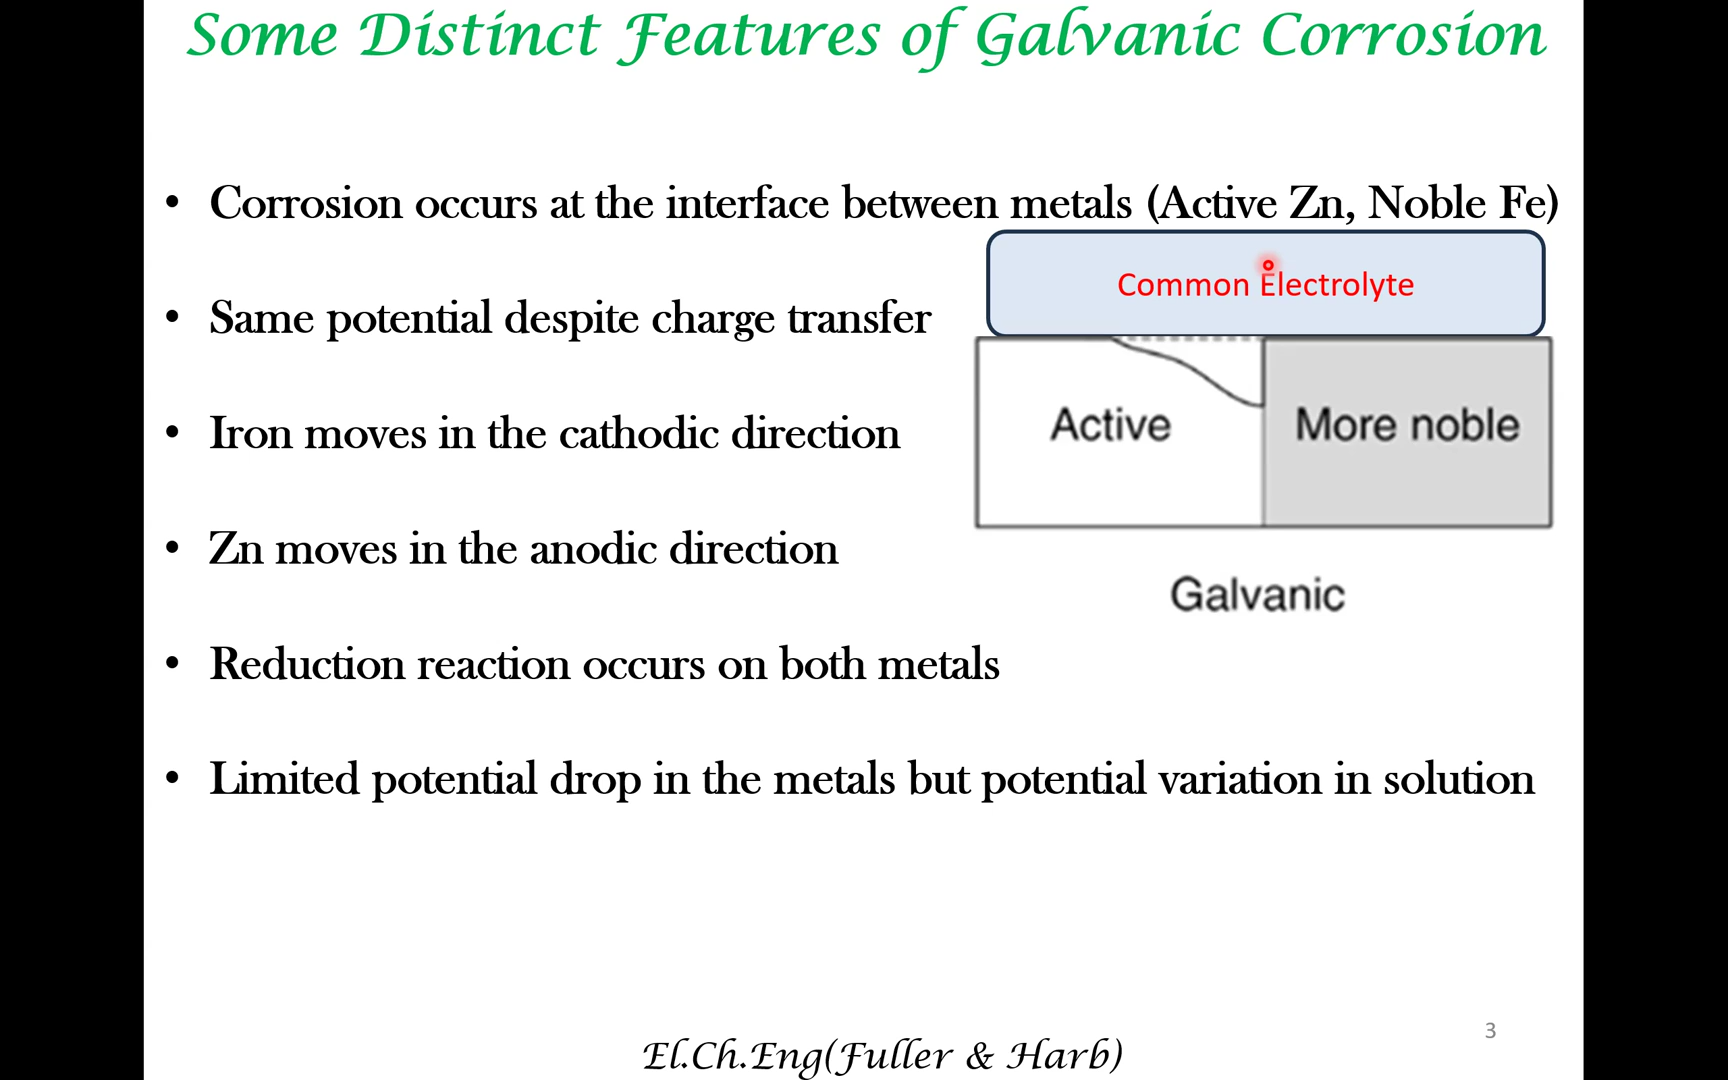 Some Distinct Features of Galvanic Corrosion
• Corrosion occurs at the interface between metals (Active Zn, Noble Fe)
Common Electrolyte
• Same potential despite charge transfer
Active
More noble
• Iron moves in the cathodic direction
• Zn moves in the anodic direction
Galvanic
• Reduction reaction occurs on both metals
• Limited potential drop in the metals but potential variation in solution
3
El.Ch.Eng(Fuller & Harb)